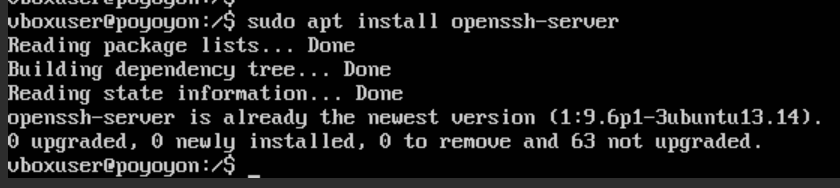 vboxuser@poyoyon:/$ sudo apt install openssh-server
Reading package lists... Done
Building dependency tree... Done
Reading state information... Done
openssh-server is already the newest version (1:9.6p1-3ubuntu13.14).
0 upgraded, 0 newly installed, 0 to remove and 63 not upgraded.
vboxuser@poyoyon:/$ _